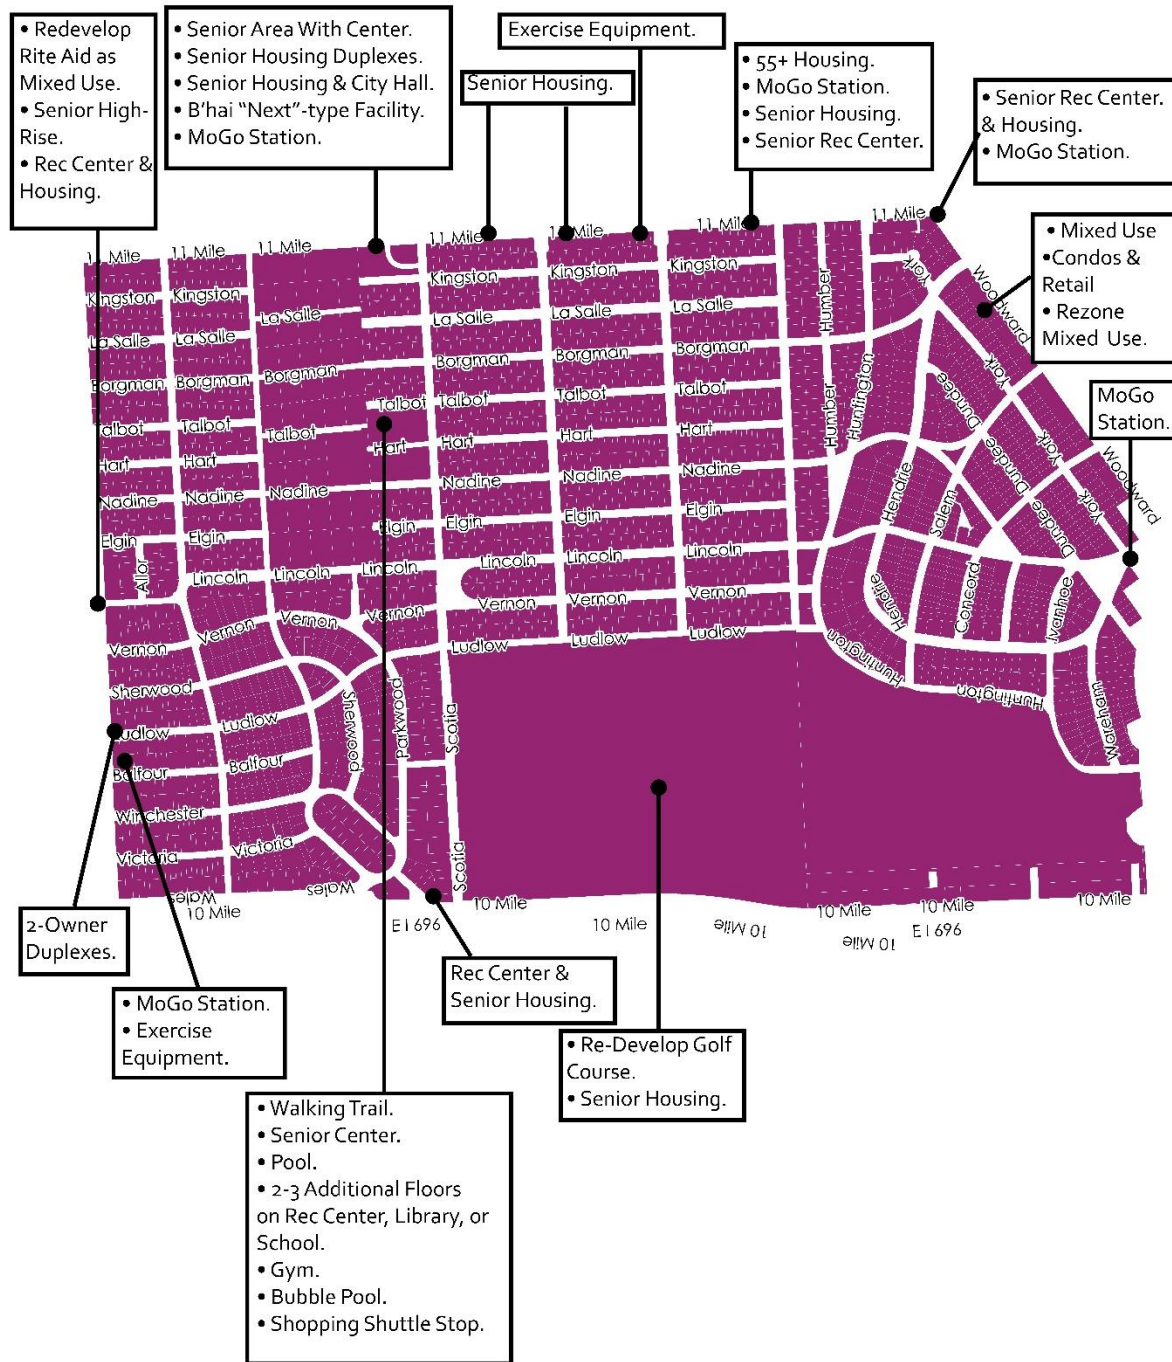 • Redevelop
Rite Aid as
Mixed Use.
• Senior High-
Rise.
• Rec Center &
Housing.
• Senior Area With Center.
• Senior Housing Duplexes.
• Senior Housing & City Hall.
• B'hai "Next"-type Facility.
• MoGo Station.
Senior Housing.
Exercise Equipment.
• 55+ Housing.
• MoGo Station.
• Senior Housing.
• Senior Rec Center.
• Senior Rec Center.
& Housing.
• MoGo Station.
• Mixed Use
•Condos &
Retail
• Rezone
Mixed Use.
MoGo
Station.
11 Mile 11 Mile 11 Mile 11 Mile 11 Mile 11 Mile 11 Mile
Kingston Kingston Kingston Kingston Kingston
La Salle La Salle La Salle La Salle La Salle La Salle
Borgman Borgman Borgman Borgman Borgman Borgman
Talbot Talbot Talbot Talbot Talbot Talbot Talbot
Hart Hart Hart Hart Hart Hart
Nadine Nadine Nadine Nadine Nadine Nadine
Elgin Elgin Elgin Elgin Elgin Elgin
Allor
Lincoln Lincoln Lincoln Lincoln Lincoln Lincoln
Vernon Vernon Vernon Vernon Vernon Vernon Vernon
Ludlow Ludlow Ludlow
Sherwood
Ludlow Ludlow
Balfour Balfour
Winchester
Victoria Victoria
Wales Wales
Sherwood
Parkwood
Scotia
Scotia
Humber
Humber
Huntington
York
Woodward
York
Dundee
York
Woodward
Dundee
Dundee
York
Hendrie
Salem
Hendrie
Concord
Ivanhoe
Huntington
Huntington
Wareham
10 Mile 10 Mile 10 Mile 10 Mile 10 Mile 10 Mile 10 Mile
10 Mile
E I 696
E I 696
2-Owner
Duplexes.
• MoGo Station.
• Exercise
Equipment.
Rec Center &
Senior Housing.
• Re-Develop Golf
Course.
• Senior Housing.
• Walking Trail.
• Senior Center.
• Pool.
• 2-3 Additional Floors
on Rec Center, Library, or
School.
• Gym.
• Bubble Pool.
• Shopping Shuttle Stop.